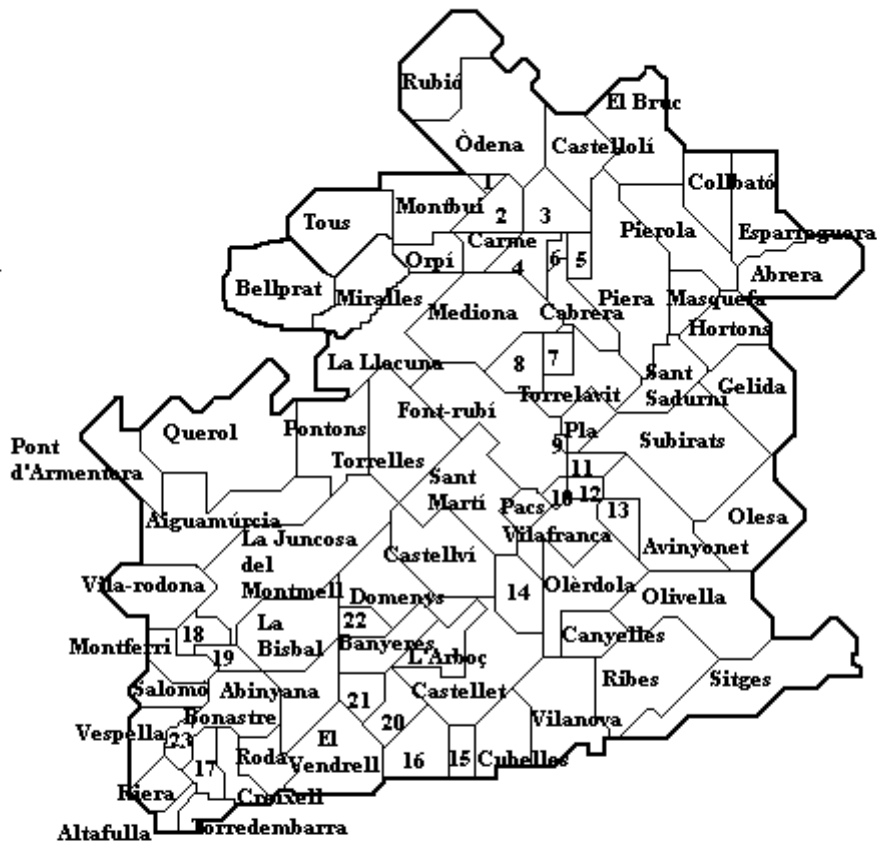 Rubió
El Bruc
Òdena
Castellolí
Collbató
1
Montbuí
2
3
Tous
Pierola
Esparraguera
Carme
Orpí
6
5
4
Abrera
Bellprat
Miralles
Piera
Masquefa
Mediona
Cabrera
Hortons
La Llacuna
8
7
Sant
Sadurní
Gelida
Torrelavit
Font-rubí
Querol
Pontons
Pla
9
Subirats
Pont
d'Armentera
Torrelles
Sant
Martí
11
10
12
Pacs
13
Olesa
Aiguamúrcia
Vilafranca
La Juncosa
del
Montmell
Castellví
Avinyonet
Vila-rodona
Olèrdola
14
Olivella
Domenys
22
La
Bisbal
18
Banyeres
Canyelles
Montferri
19
L'Arboç
Ribes
Sitges
Salomó
Abinyana
Castellet
21
Bonastre
20
Vilanova
Vespella
23
El
Vendrell
Roda
17
16
15
Cubelles
Riera
Creixell
Altafulla
Torredembarra